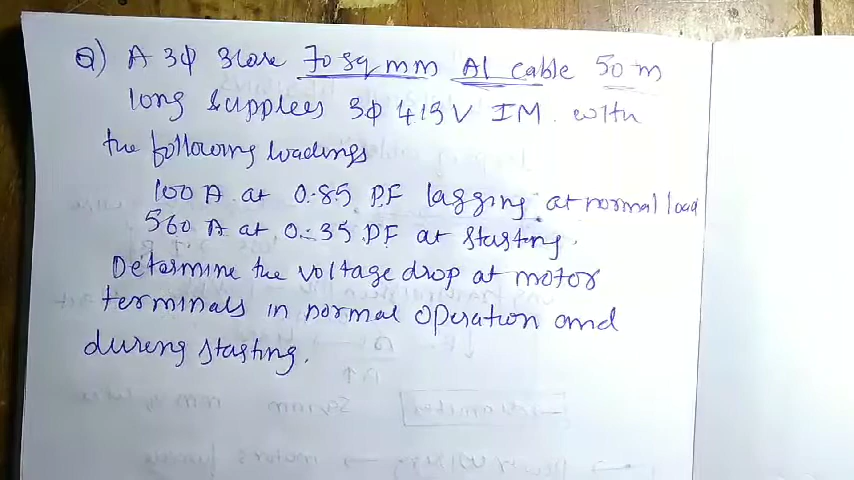 Q) A 3φ 3core 70 sq mm Al cable 50 m
long supplees 3φ 415V IM. with
the following loadings
100 A at 0.85 PF lagging at normal load
560 A at 0.35 PF at starting.
Determine the voltage drop at motor
terminals in normal operation and
dureng starting.